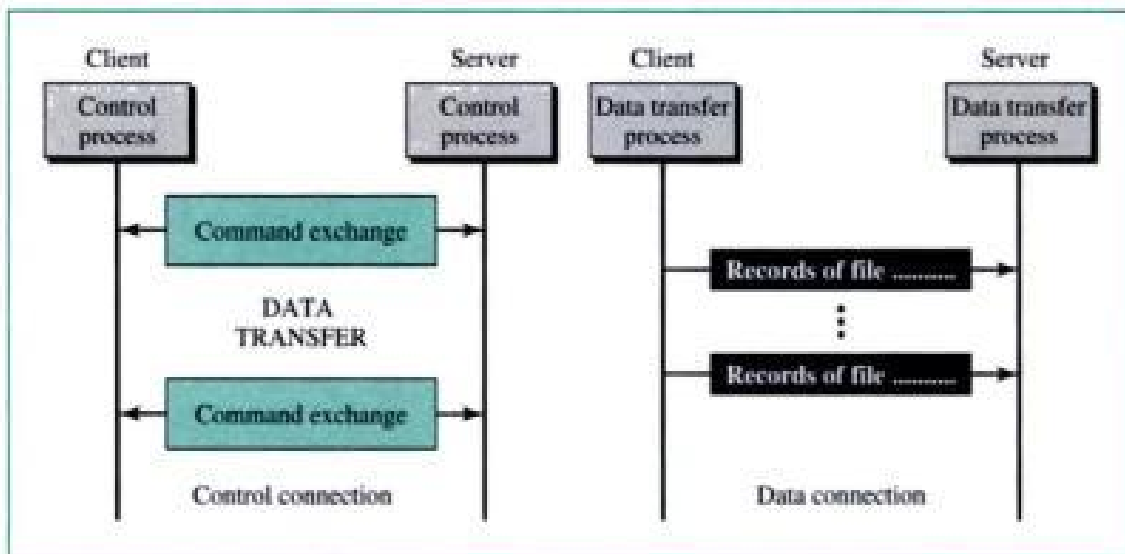 Client
Server
Client
Server
Control
process
Control
process
Data transfer
process
Data transfer
process
Command exchange
DATA
TRANSFER
Command exchange
Control connection
Records of file ...........
Records of file ...........
Data connection